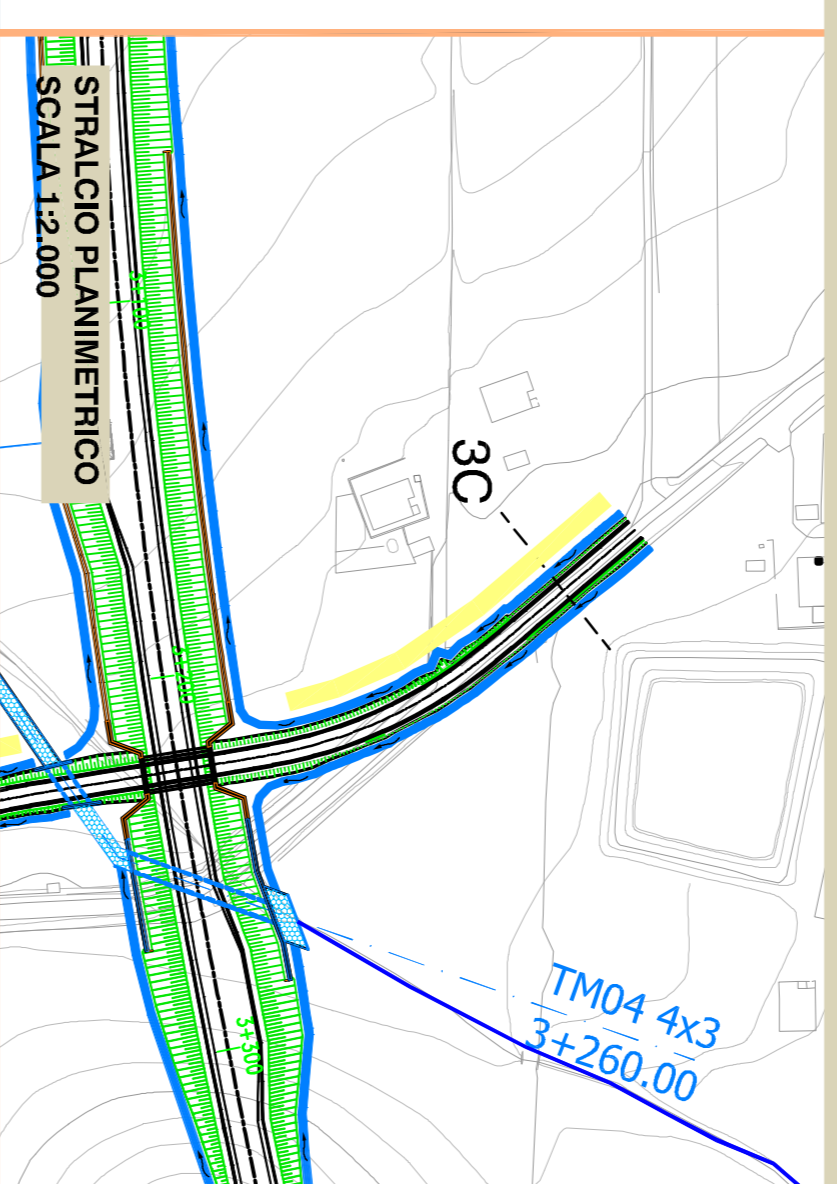 STRALCIO PLANIMETRICO
SCALA 1:2.000
3C
3+300
TM04 4x3
3+260.00